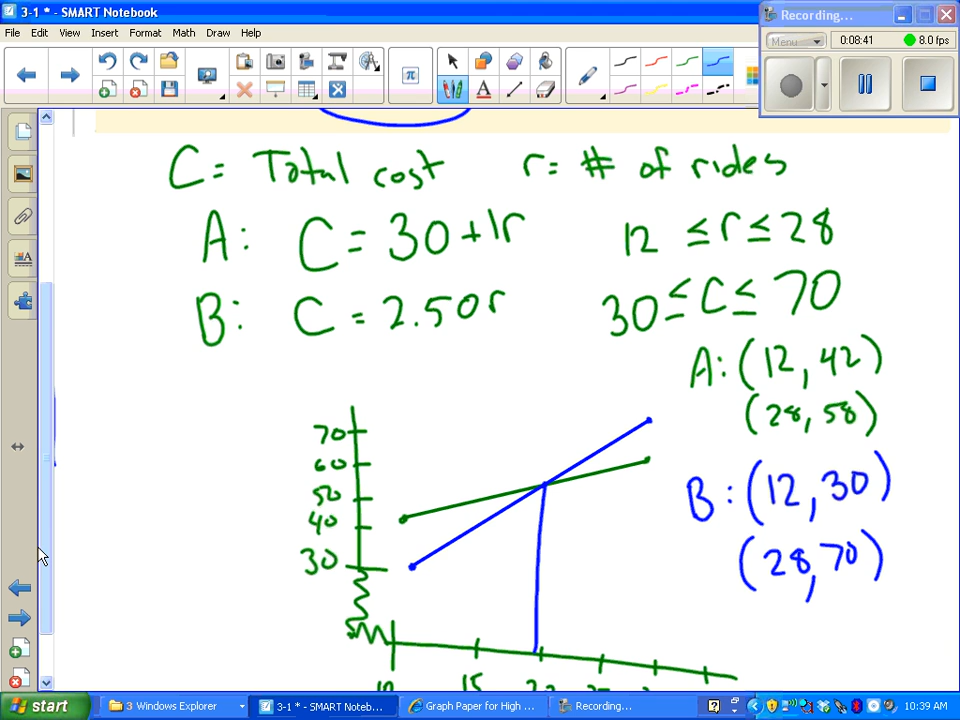 3-1 * - SMART Notebook
Recording...
File Edit View Insert Format Math Draw Help
Menu
0:08:41
8.0 fps
C = Total cost r = # of rides
A: C = 30 + 1r 12 ≤ r ≤ 28
B: C = 2.50r 30 ≤ C ≤ 70
A: (12, 42)
(28, 58)
B: (12, 30)
(28, 70)
70
60
50
40
30
15
start
3 Windows Explorer
3-1 * - SMART Noteb...
Graph Paper for High ...
Recording...
10:39 AM